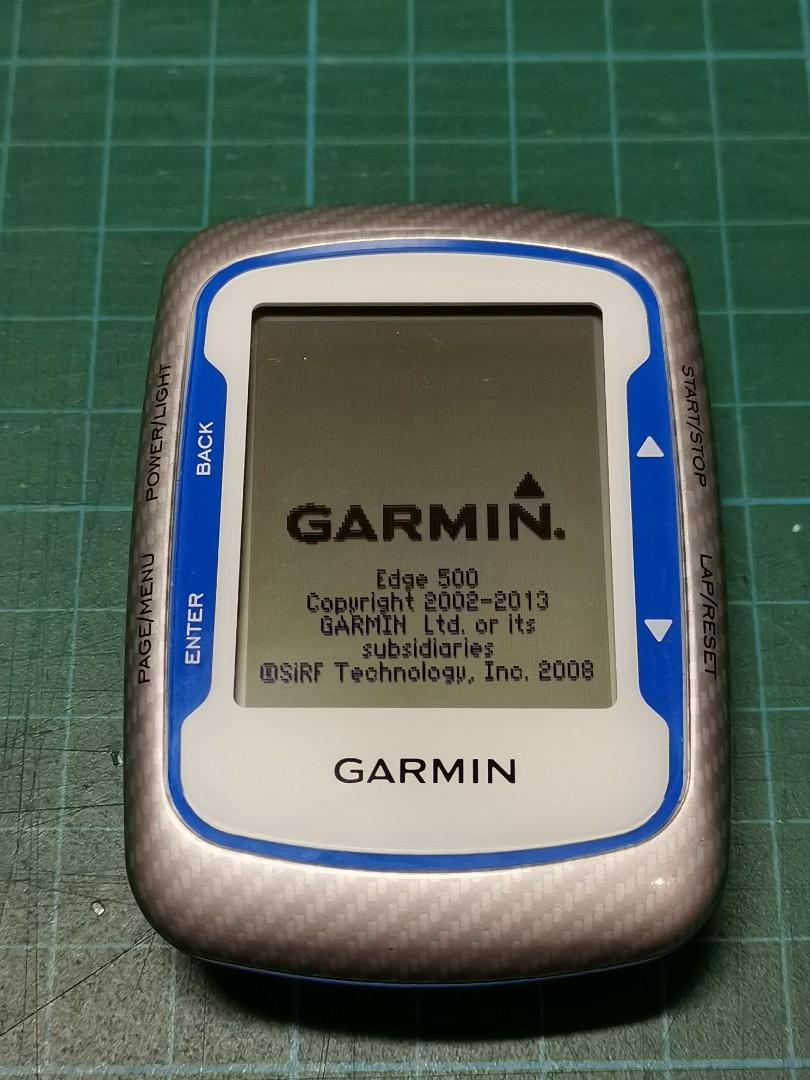 POWER/LIGHT
BACK
PAGE/MENU
ENTER
START/STOP
LAP/RESET
GARMIN.
Edge 500
Copyright 2002-2013
GARMIN Ltd. or its
subsidiaries
©SiRF Technology, Inc. 2008
GARMIN